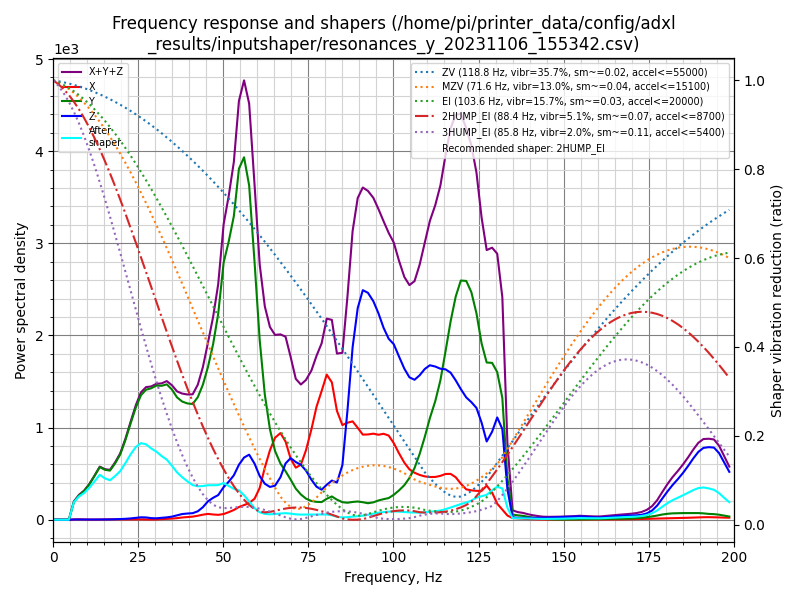 Frequency response and shapers (/home/pi/printer_data/config/adxl
_results/inputshaper/resonances_y_20231106_155342.csv)
1e3
X+Y+Z
X
Y
Z
After
shaper
ZV (118.8 Hz, vibr=35.7%, sm~=0.02, accel<=55000)
MZV (71.6 Hz, vibr=13.0%, sm~=0.04, accel<=15100)
EI (103.6 Hz, vibr=15.7%, sm~=0.03, accel<=20000)
2HUMP_EI (88.4 Hz, vibr=5.1%, sm~=0.07, accel<=8700)
3HUMP_EI (85.8 Hz, vibr=2.0%, sm~=0.11, accel<=5400)
Recommended shaper: 2HUMP_EI
Power spectral density
5
4
3
2
1
0
1.0
0.8
0.6
0.4
0.2
0.0
Shaper vibration reduction (ratio)
0 25 50 75 100 125 150 175 200
Frequency, Hz